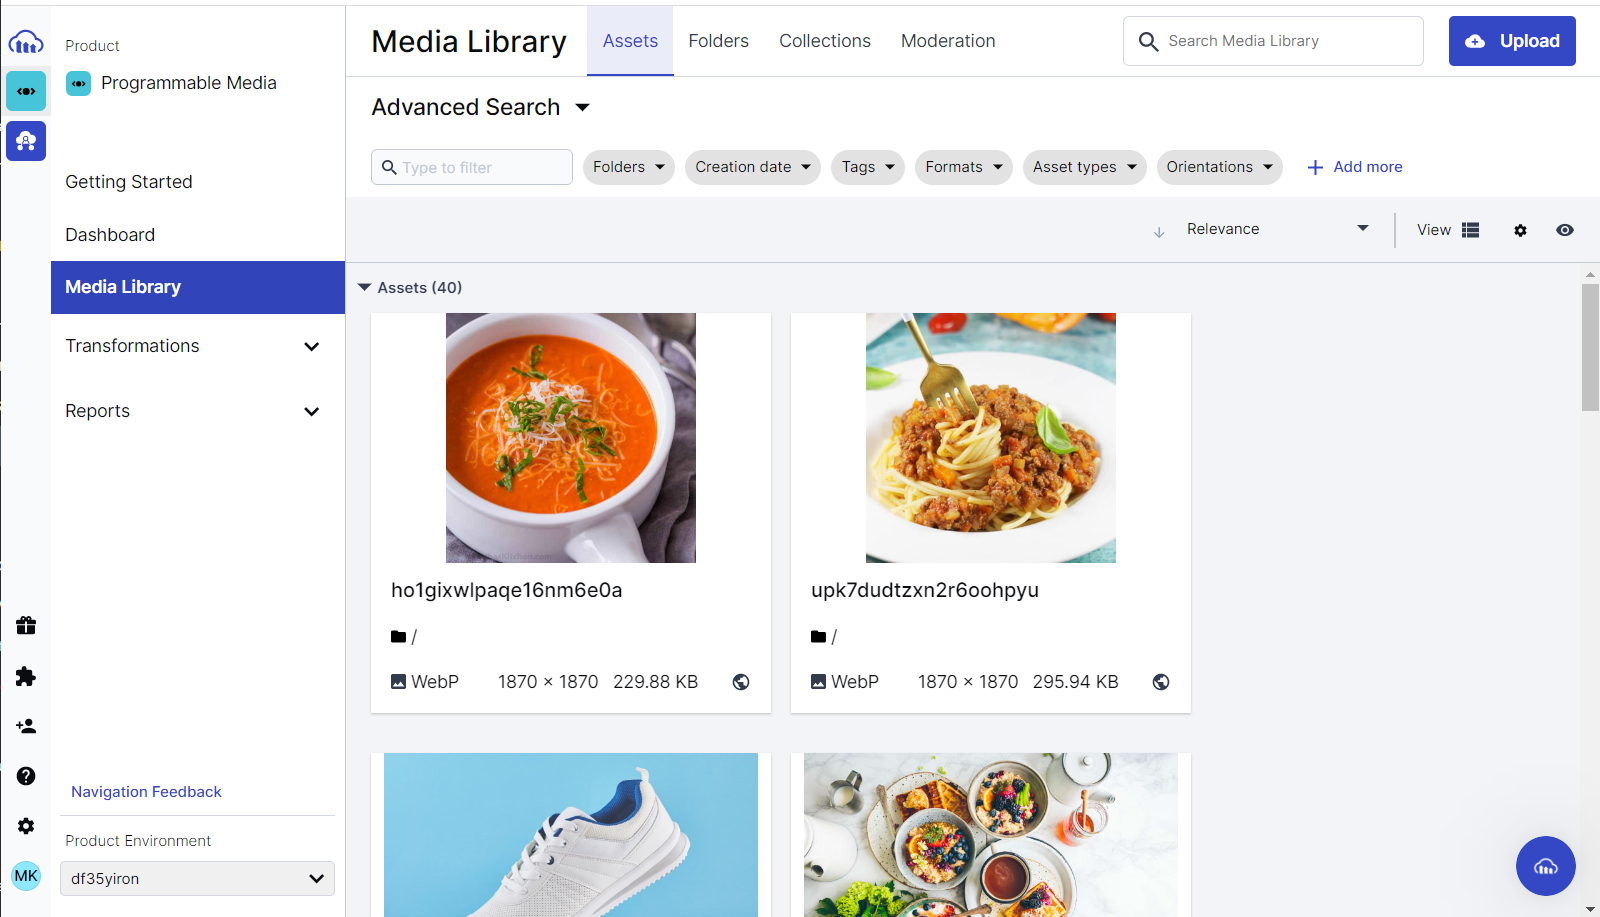 Product
Programmable Media
Getting Started
Dashboard
Media Library
Transformations
Reports
Navigation Feedback
Product Environment
df35yiron
MK
Media Library
Assets
Folders
Collections
Moderation
Search Media Library
Upload
Advanced Search
Type to filter
Folders
Creation date
Tags
Formats
Asset types
Orientations
Add more
Relevance
View
Assets (40)
ho1gixwlpaqe16nm6e0a
/
WebP 1870 × 1870 229.88 KB
upk7dudtzxn2r6oohpyu
/
WebP 1870 × 1870 295.94 KB